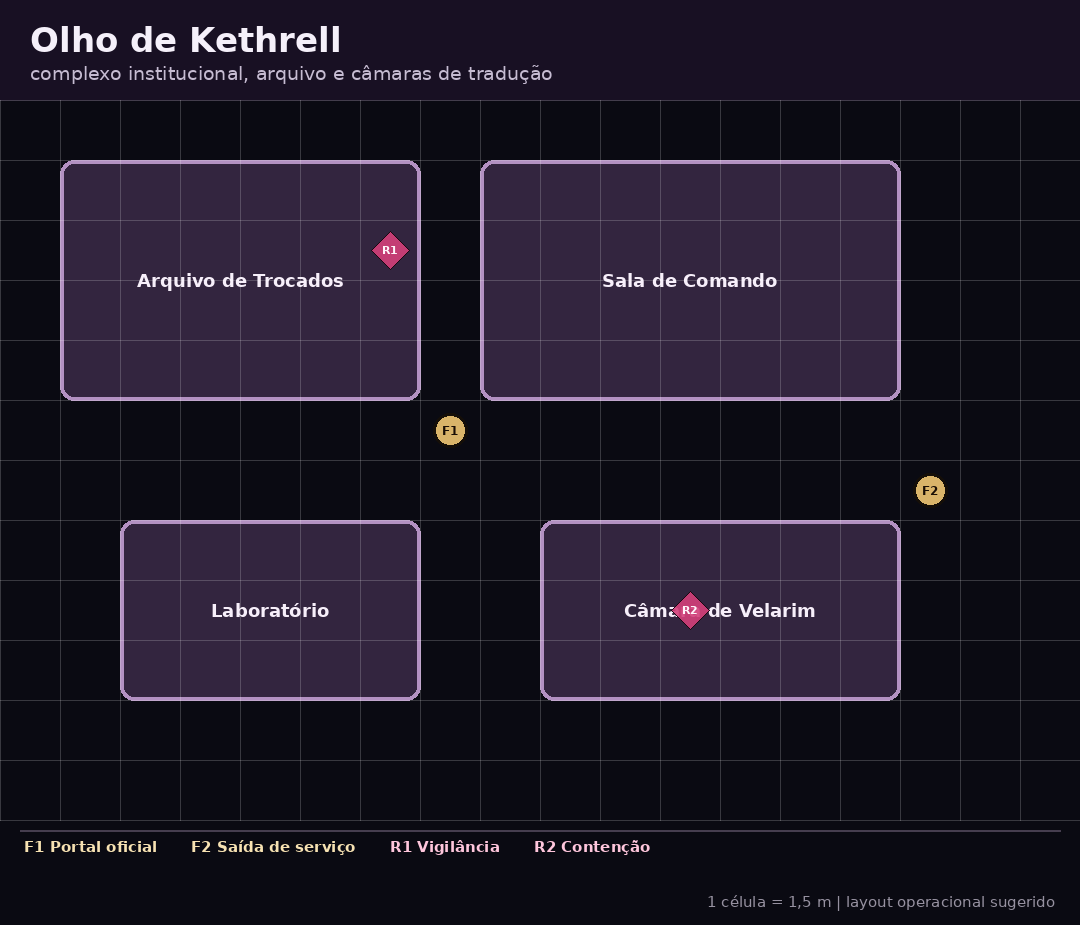 Olho de Kethrell
complexo institucional, arquivo e câmaras de tradução
R1
Arquivo de Trocados
Sala de Comando
F1
F2
Laboratório
Câma R2 de Velarim
F1 Portal oficial F2 Saída de serviço R1 Vigilância R2 Contenção
1 célula = 1,5 m | layout operacional sugerido